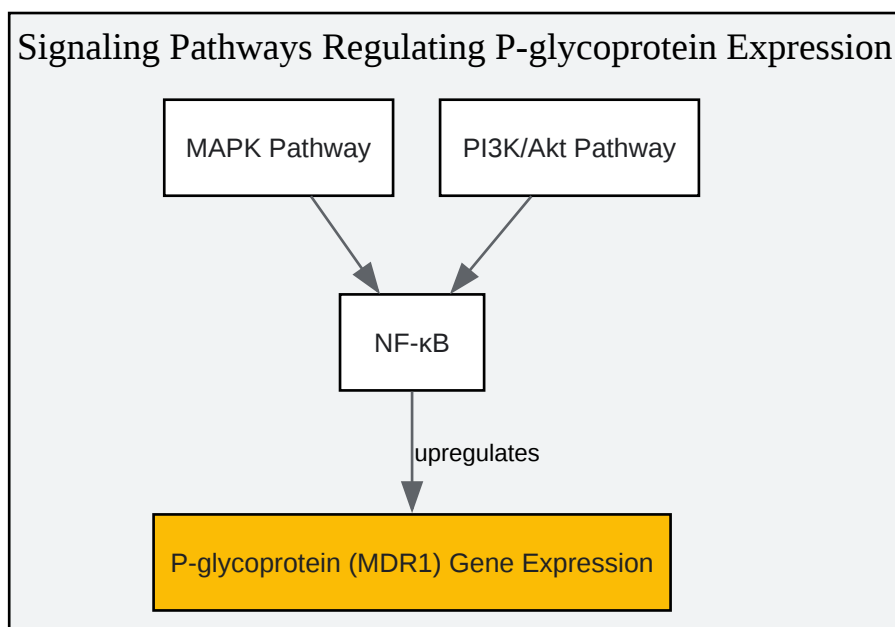 Signaling Pathways Regulating P-glycoprotein Expression
MAPK Pathway
PI3K/Akt Pathway
NF-κB
upregulates
P-glycoprotein (MDR1) Gene Expression